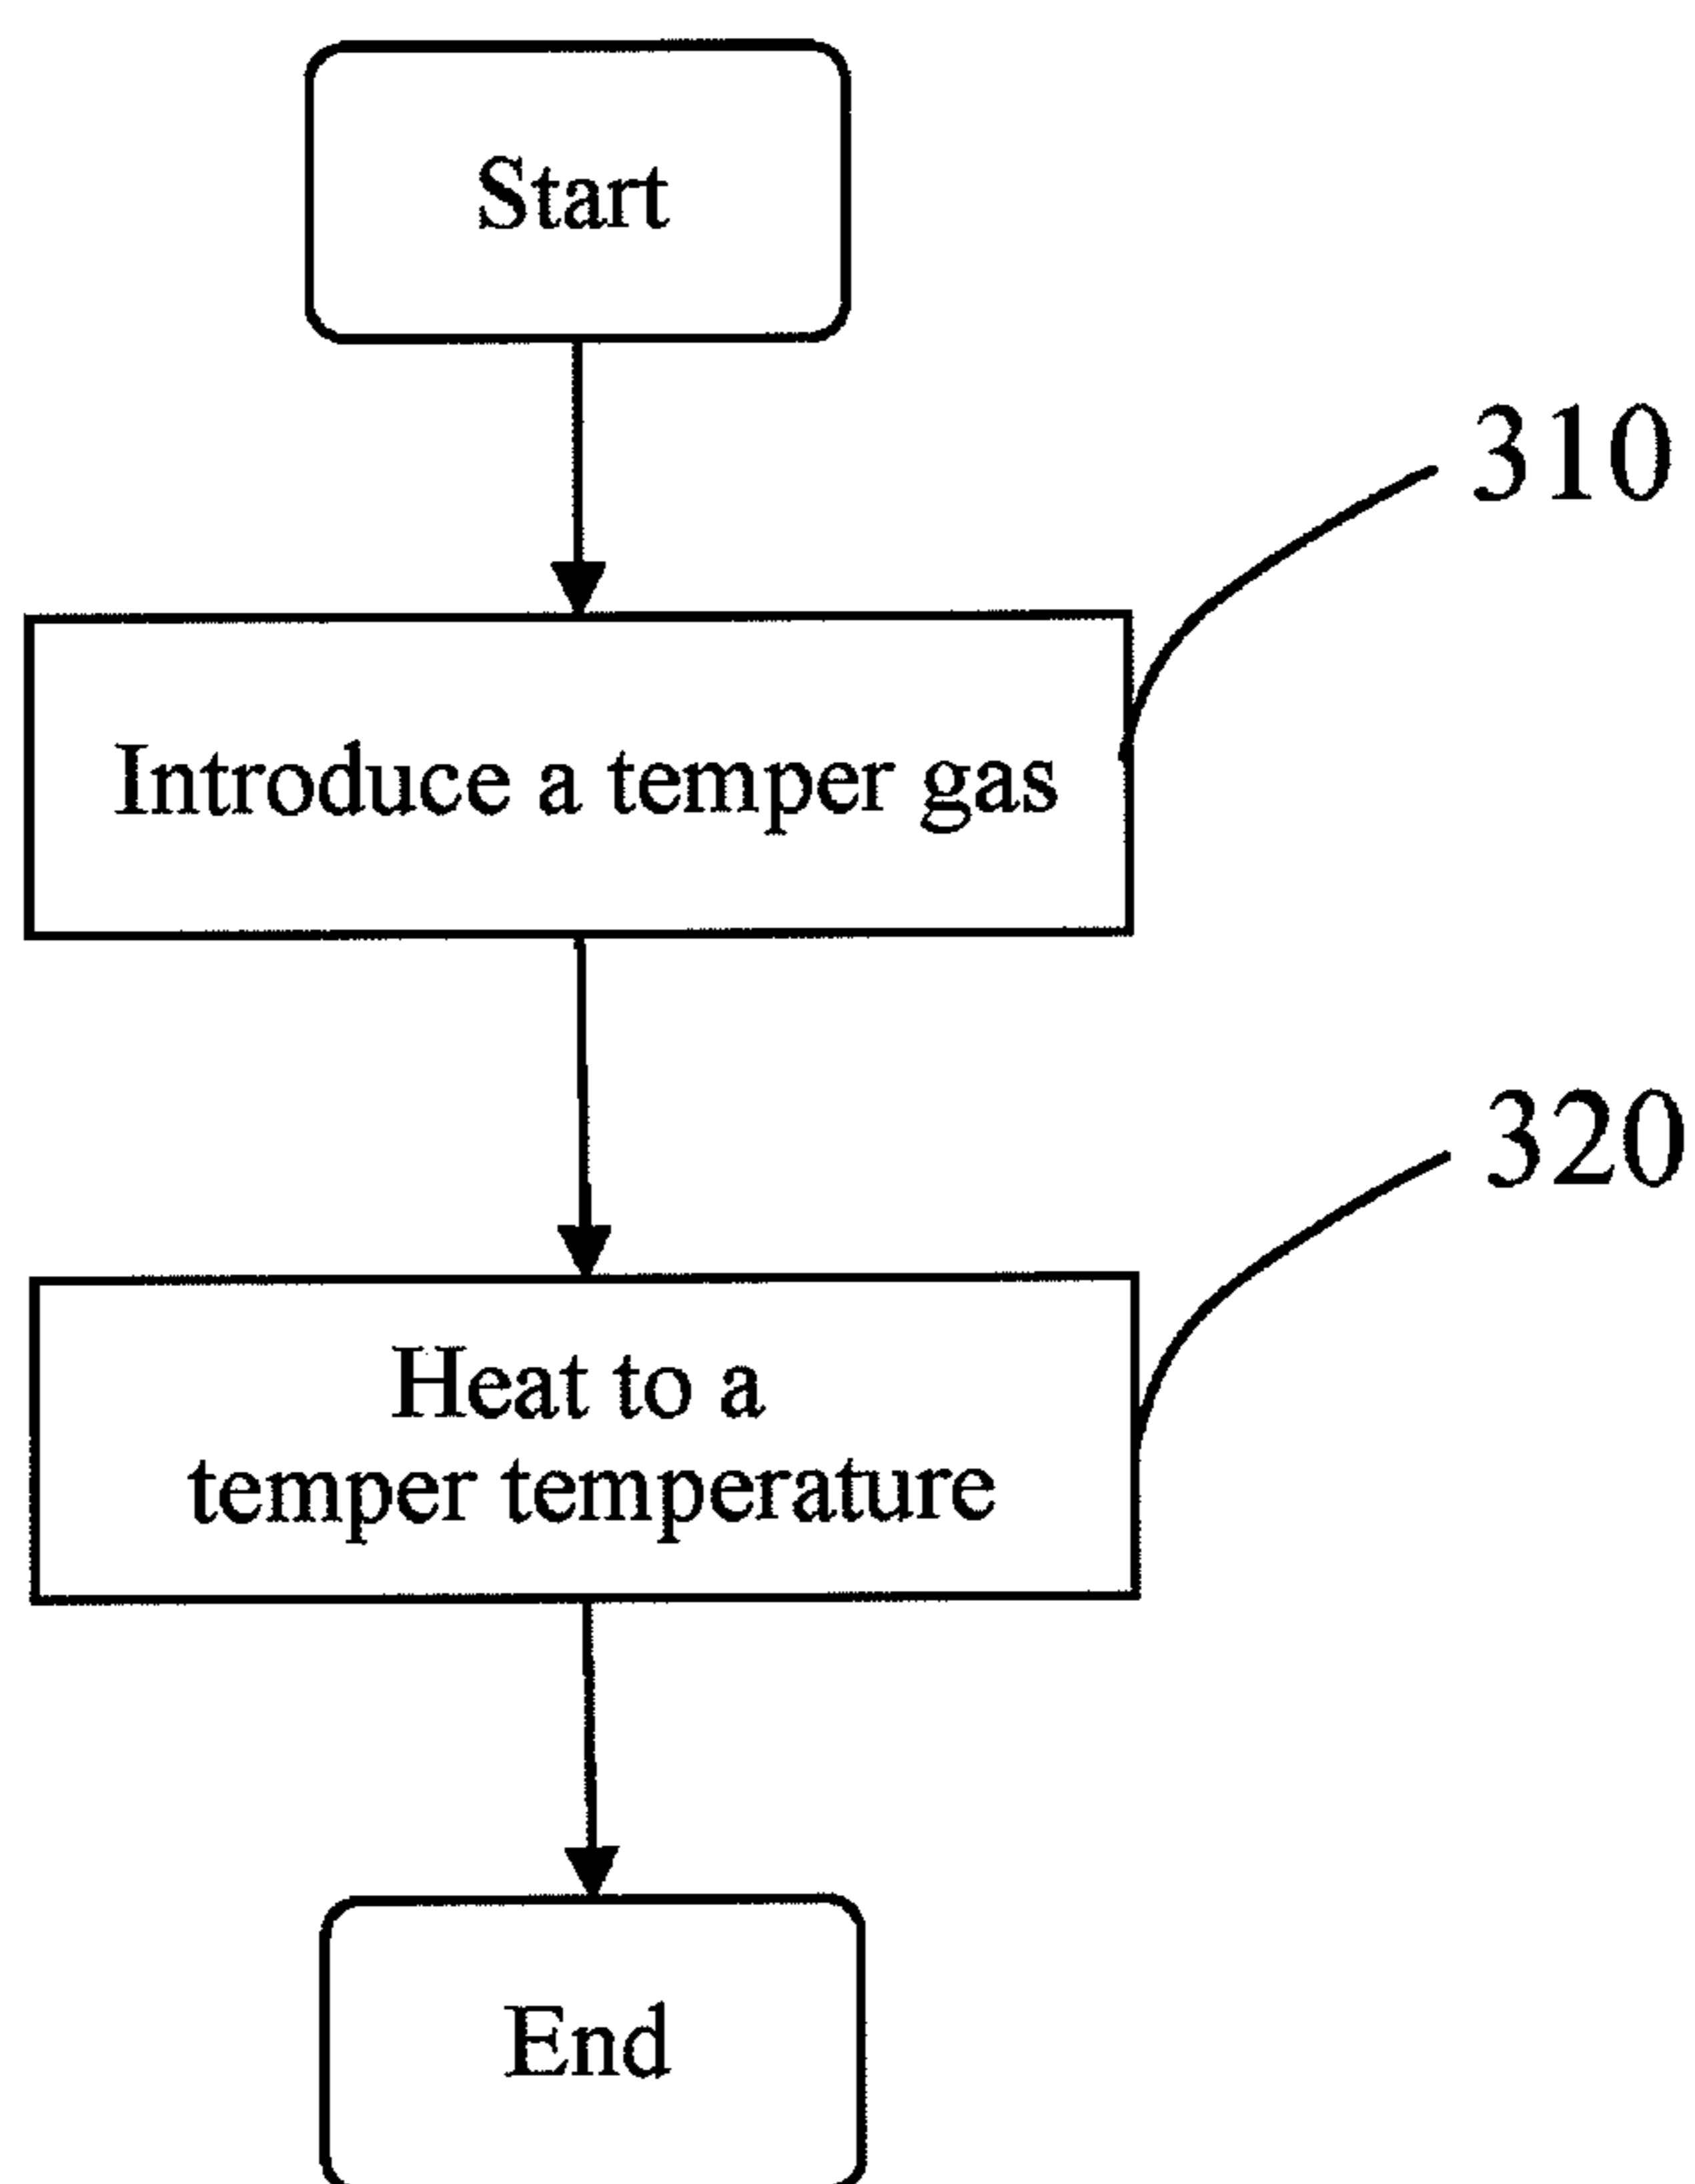 Start
310
Introduce a temper gas
320
Heat to a
temper temperature
End